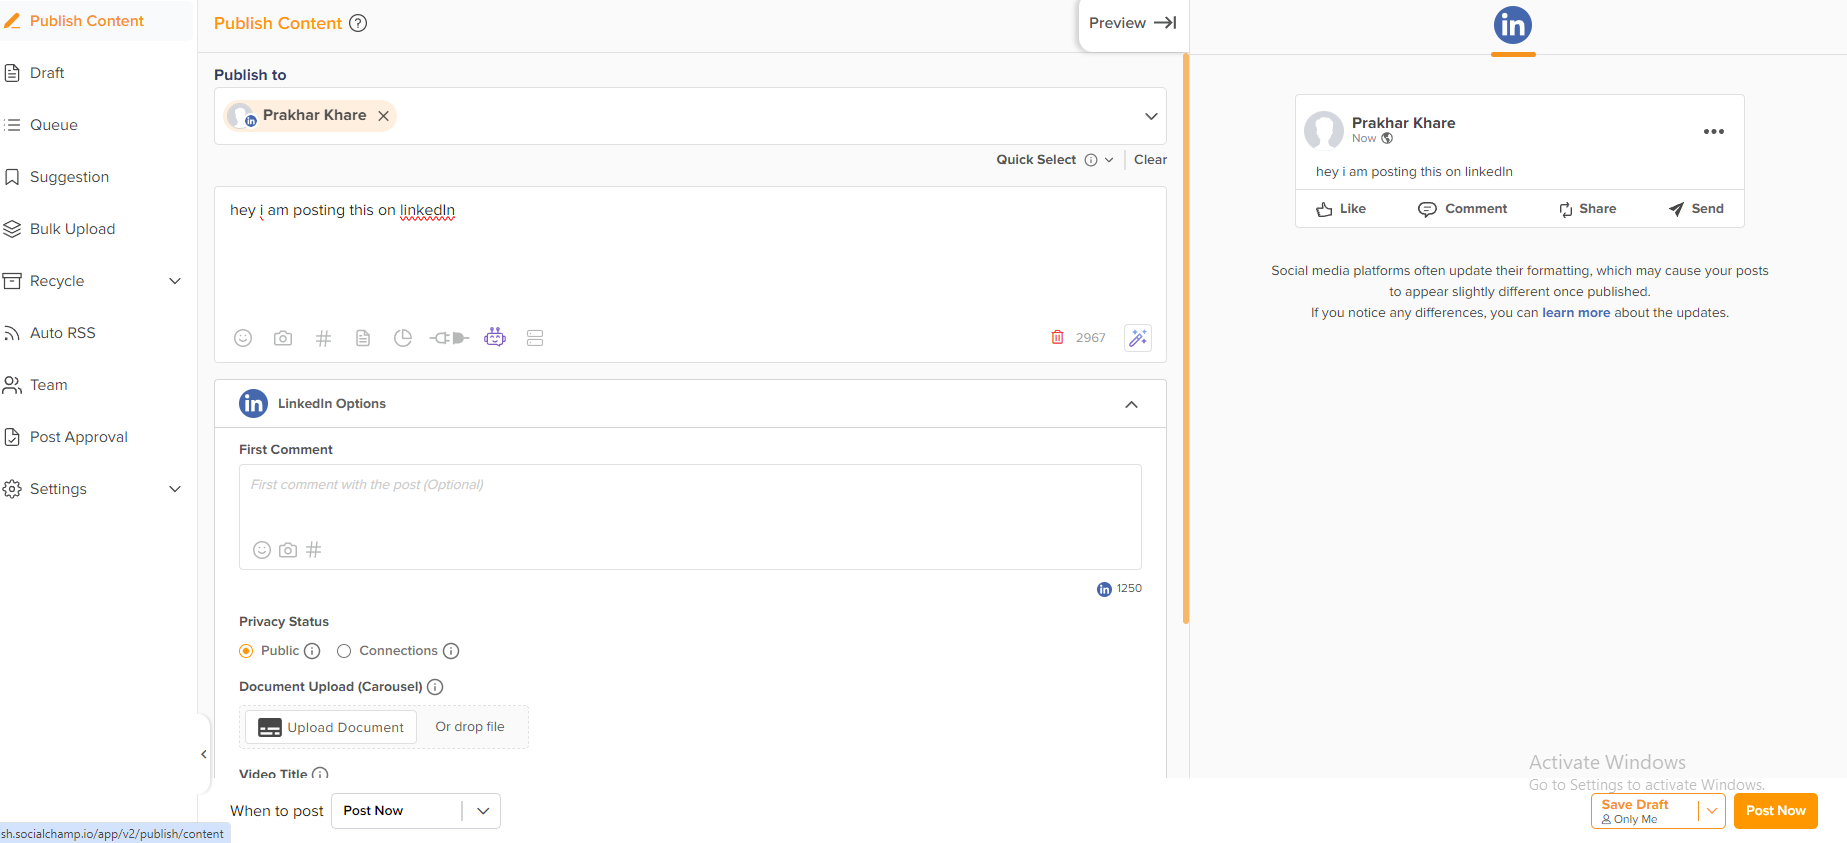 Publish Content
Draft
Queue
Suggestion
Bulk Upload
Recycle
Auto RSS
Team
Post Approval
Settings
sh.socialchamp.io/app/v2/publish/content
Publish Content ?
Preview
Publish to
in Prakhar Khare
Quick Select
Clear
hey i am posting this on linkedIn
2967
in LinkedIn Options
First Comment
First comment with the post (Optional)
in 1250
Privacy Status
Public Connections
Document Upload (Carousel)
Upload Document Or drop file
Video Title
When to post Post Now
in
Prakhar Khare
Now
hey i am posting this on linkedIn
Like Comment Share Send
Social media platforms often update their formatting, which may cause your posts
to appear slightly different once published.
If you notice any differences, you can learn more about the updates.
Activate Windows
Go to Settings to activate Windows.
Save Draft
Only Me
Post Now